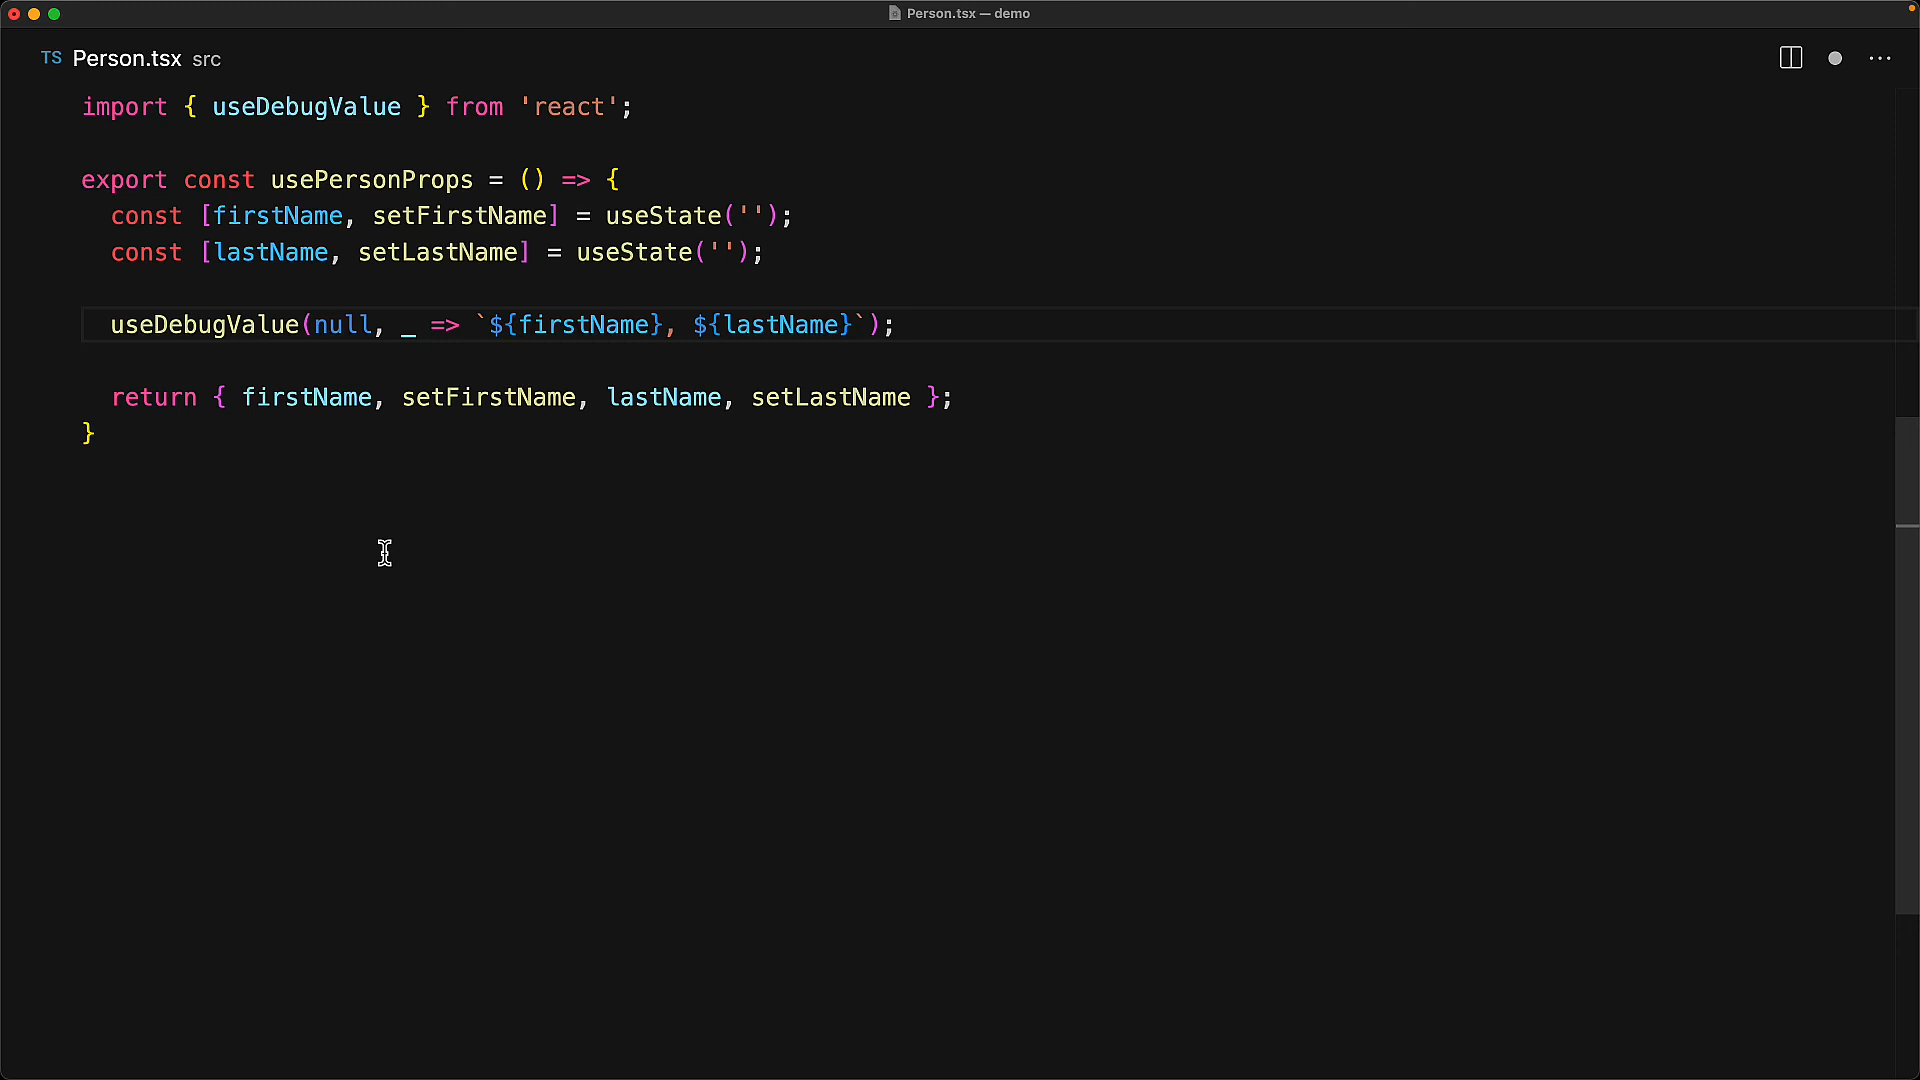 Person.tsx — demo
TS Person.tsx src
import { useDebugValue } from 'react';
export const usePersonProps = () => {
const [firstName, setFirstName] = useState('');
const [lastName, setLastName] = useState('');
useDebugValue(null, _ => `${firstName}, ${lastName}`);
return { firstName, setFirstName, lastName, setLastName };
}